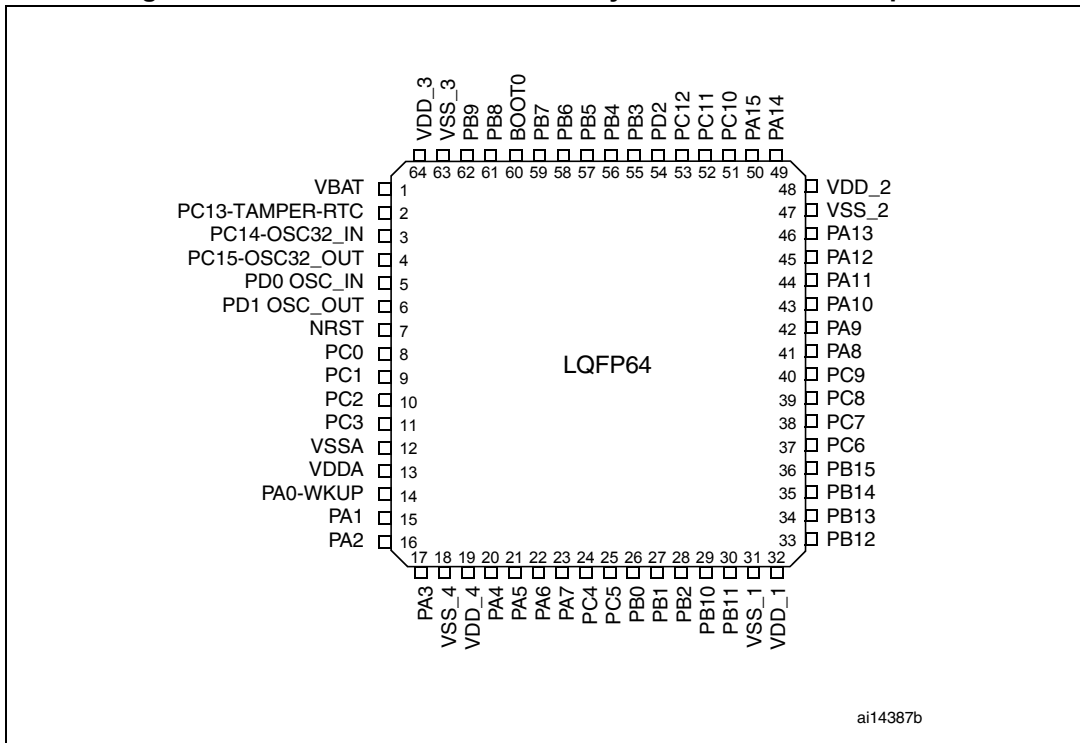 VDD_3
VSS_3
PB9
PB8
BOOT0
PB7
PB6
PB5
PB4
PB3
PD2
PC12
PC11
PC10
PA15
PA14
64 63 62 61 60 59 58 57 56 55 54 53 52 51 50 49
VBAT 1
PC13-TAMPER-RTC 2
PC14-OSC32_IN 3
PC15-OSC32_OUT 4
PD0 OSC_IN 5
PD1 OSC_OUT 6
NRST 7
PC0 8
PC1 9
PC2 10
PC3 11
VSSA 12
VDDA 13
PA0-WKUP 14
PA1 15
PA2 16
LQFP64
48 VDD_2
47 VSS_2
46 PA13
45 PA12
44 PA11
43 PA10
42 PA9
41 PA8
40 PC9
39 PC8
38 PC7
37 PC6
36 PB15
35 PB14
34 PB13
33 PB12
17 18 19 20 21 22 23 24 25 26 27 28 29 30 31 32
PA3
VSS_4
VDD_4
PA4
PA5
PA6
PA7
PC4
PC5
PB0
PB1
PB2
PB10
PB11
VSS_1
VDD_1
ai14387b